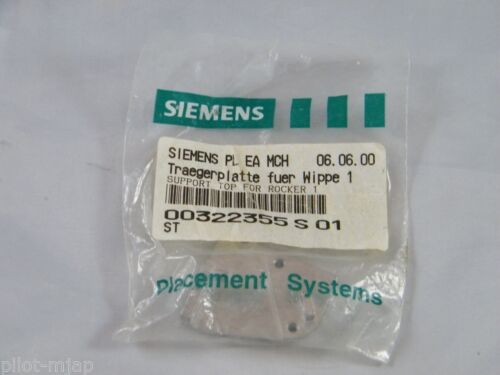 SIEMENS
SIEMENS PL EA MCH 06.06.00
Traegerplatte fuer Wippe 1
SUPPORT TOP FOR ROCKER 1
00322355 S 01
ST
Placement Systems
pilot-mjap